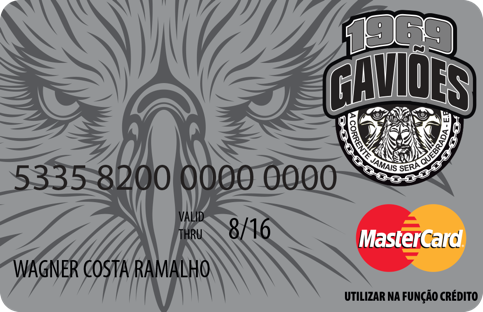 1969
GAVIÕES
A CORRENTE JAMAIS SERÁ QUEBRADA
5335 8200 0000 0000
VALID
THRU
8/16
WAGNER COSTA RAMALHO
MasterCard
UTILIZAR NA FUNÇÃO CRÉDITO